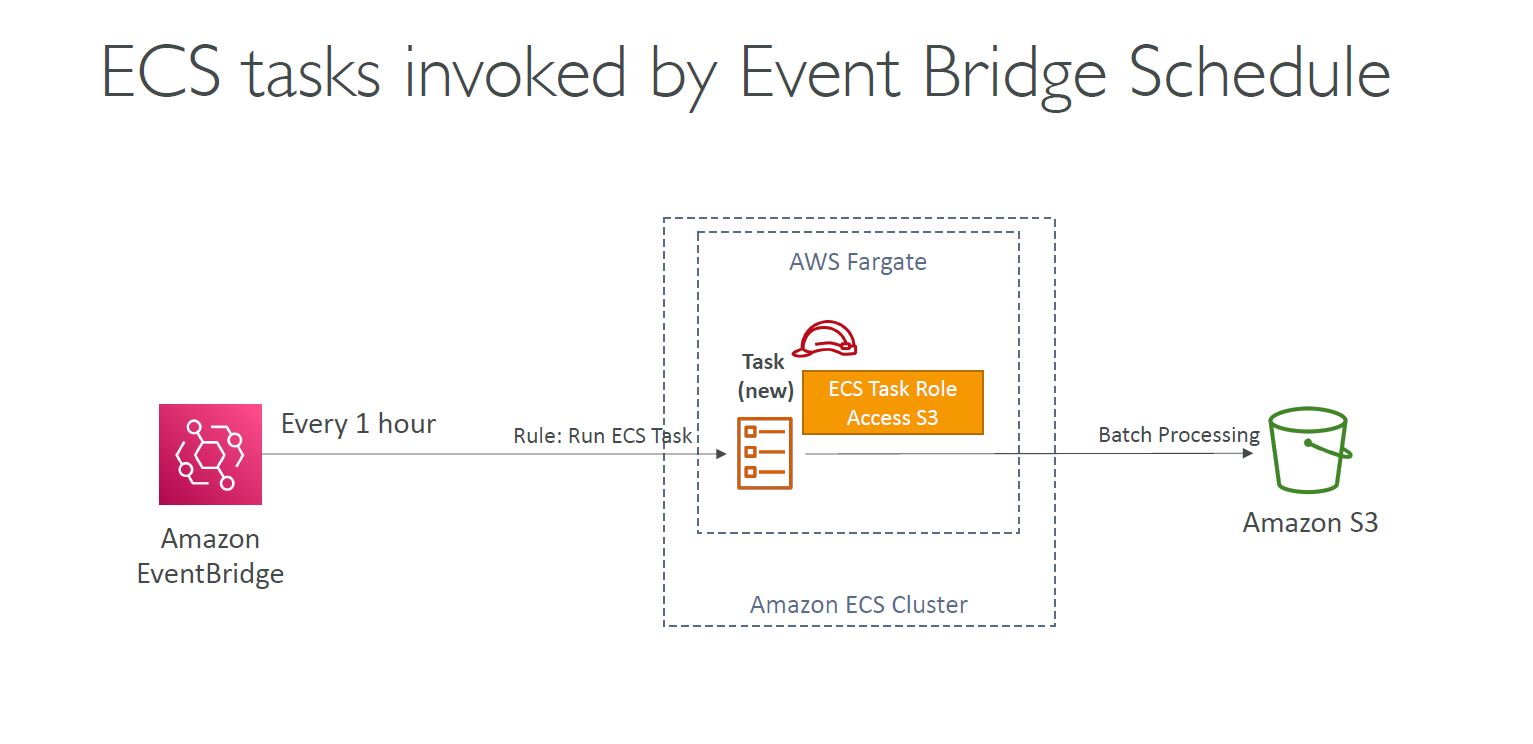 ECS tasks invoked by Event Bridge Schedule
AWS Fargate
Task
(new)
ECS Task Role
Access S3
Every 1 hour
Rule: Run ECS Task
Batch Processing
Amazon
EventBridge
Amazon S3
Amazon ECS Cluster